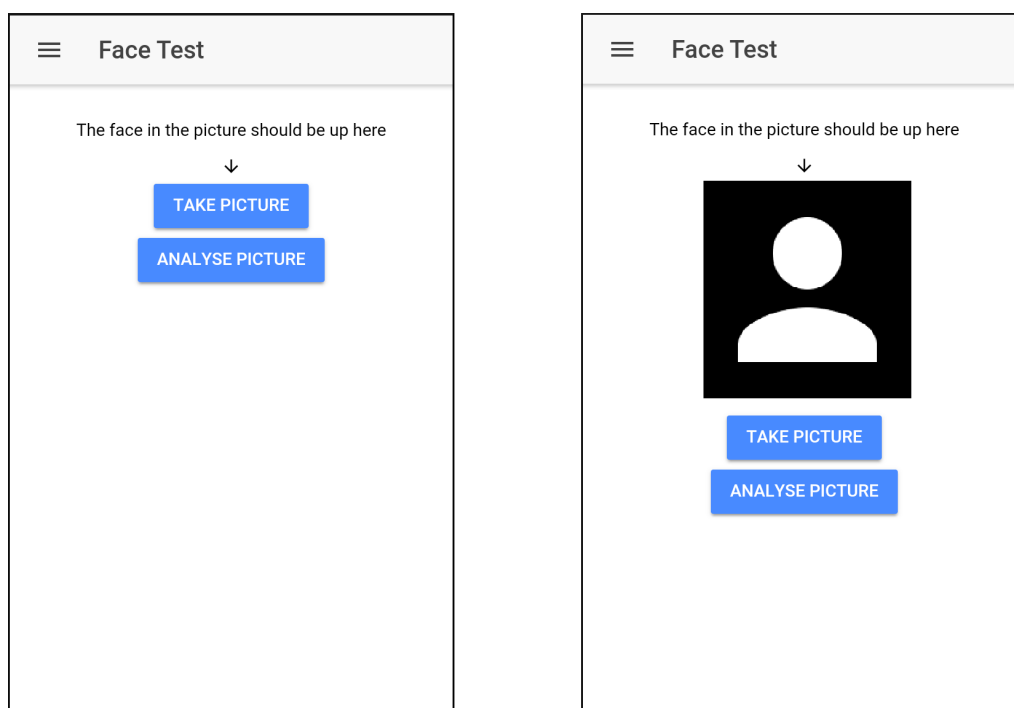 Face Test
The face in the picture should be up here
TAKE PICTURE
ANALYSE PICTURE
Face Test
The face in the picture should be up here
TAKE PICTURE
ANALYSE PICTURE